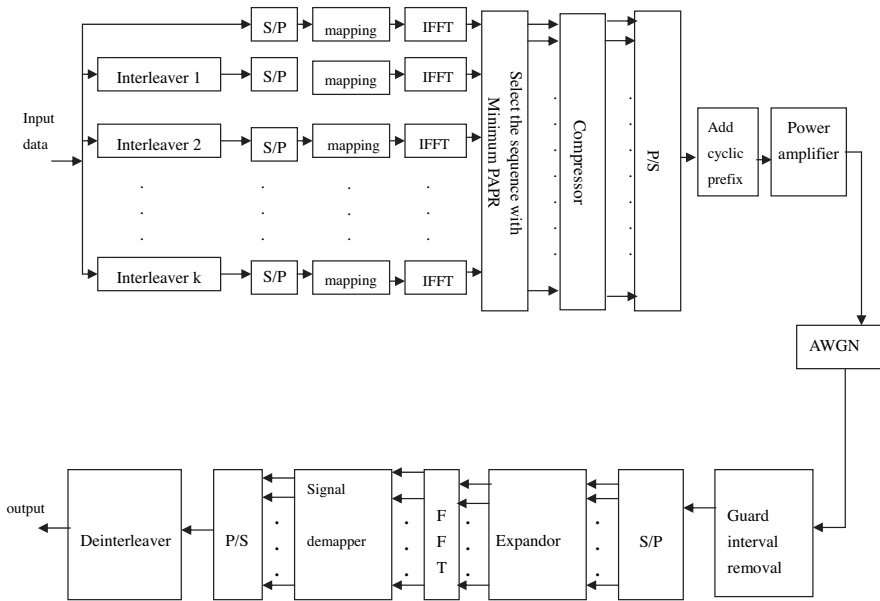 S/P
mapping
IFFT
Interleaver 1
S/P
mapping
IFFT
Input
data
Interleaver 2
S/P
mapping
IFFT
Interleaver k
S/P
mapping
IFFT
Select the sequence with
Minimum PAPR
Compressor
P/S
Add
cyclic
prefix
Power
amplifier
AWGN
output
Deinterleaver
P/S
Signal
demapper
F
F
T
Expandor
S/P
Guard
interval
removal